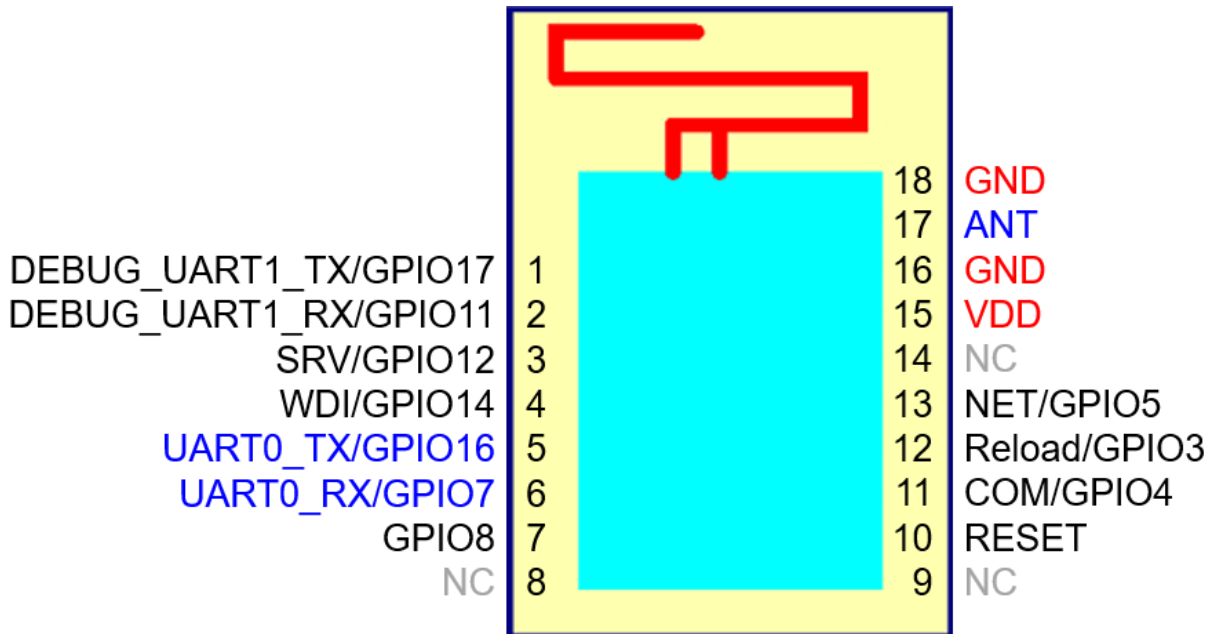 18 GND
17 ANT
DEBUG_UART1_TX/GPIO17 1 16 GND
DEBUG_UART1_RX/GPIO11 2 15 VDD
SRV/GPIO12 3 14 NC
WDI/GPIO14 4 13 NET/GPIO5
UART0_TX/GPIO16 5 12 Reload/GPIO3
UART0_RX/GPIO7 6 11 COM/GPIO4
GPIO8 7 10 RESET
NC 8 9 NC